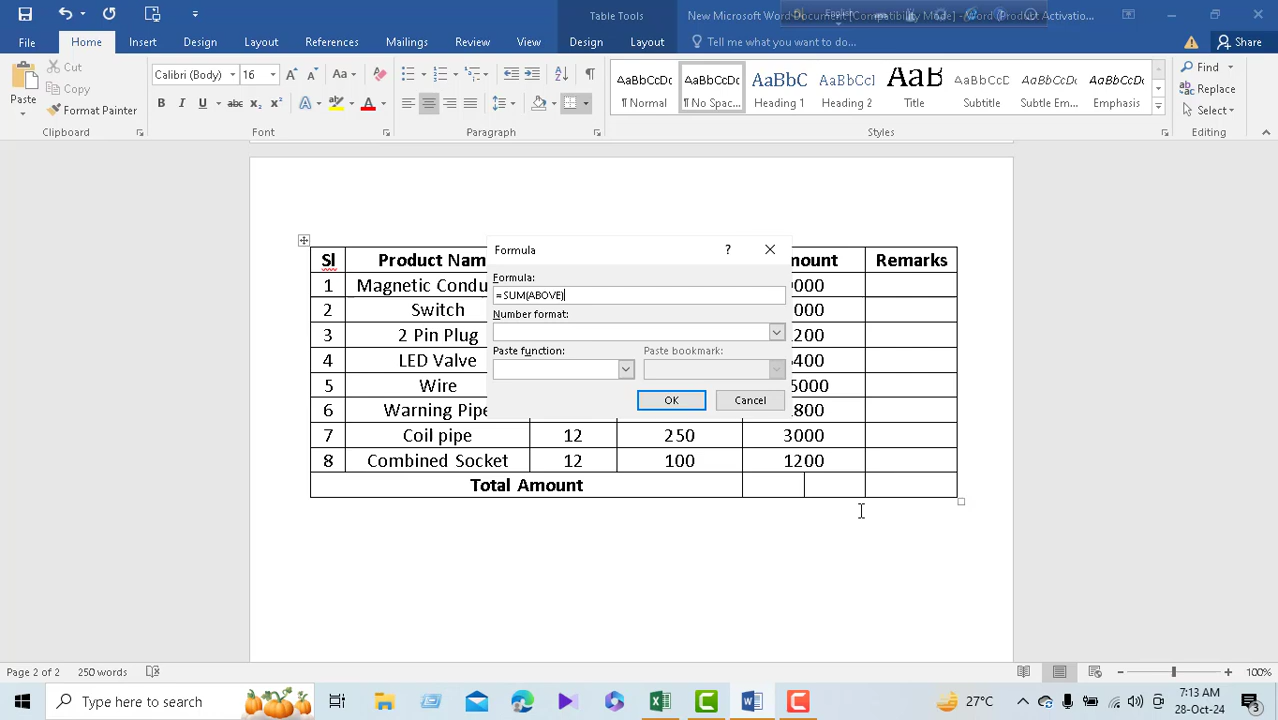 Table Tools
New Microsoft Word Document [Compatibility Mode] - Word (Product Activatio...
File Home Insert Design Layout References Mailings Review View Design Layout Tell me what you want to do... Share
Paste
Cut
Copy
Format Painter
Clipboard
Calibri (Body) 16
Font
Paragraph
AaBbCcDc AaBbCcDc AaBbC AaBbCcI AaB AaBbCcD AaBbCcDc AaBbCcDc
¶ Normal ¶ No Spac... Heading Heading 2 Title Subtitle Subtle Em... Emphasis
Styles
Find
Replace
Select
Editing
Sl Product Nam mount Remarks
1 Magnetic Condu 000
2 Switch 000
3 2 Pin Plug 200
4 LED Valve 400
5 Wire 5000
6 Warning Pipe 800
7 Coil pipe 12 250 3000
8 Combined Socket 12 100 1200
Total Amount
Formula ?
Formula:
=SUM(ABOVE)
Number format:
Paste function: Paste bookmark:
OK Cancel
Page 2 of 2 250 words 100%
Type here to search 27°C 7:13 AM
28-Oct-24 3